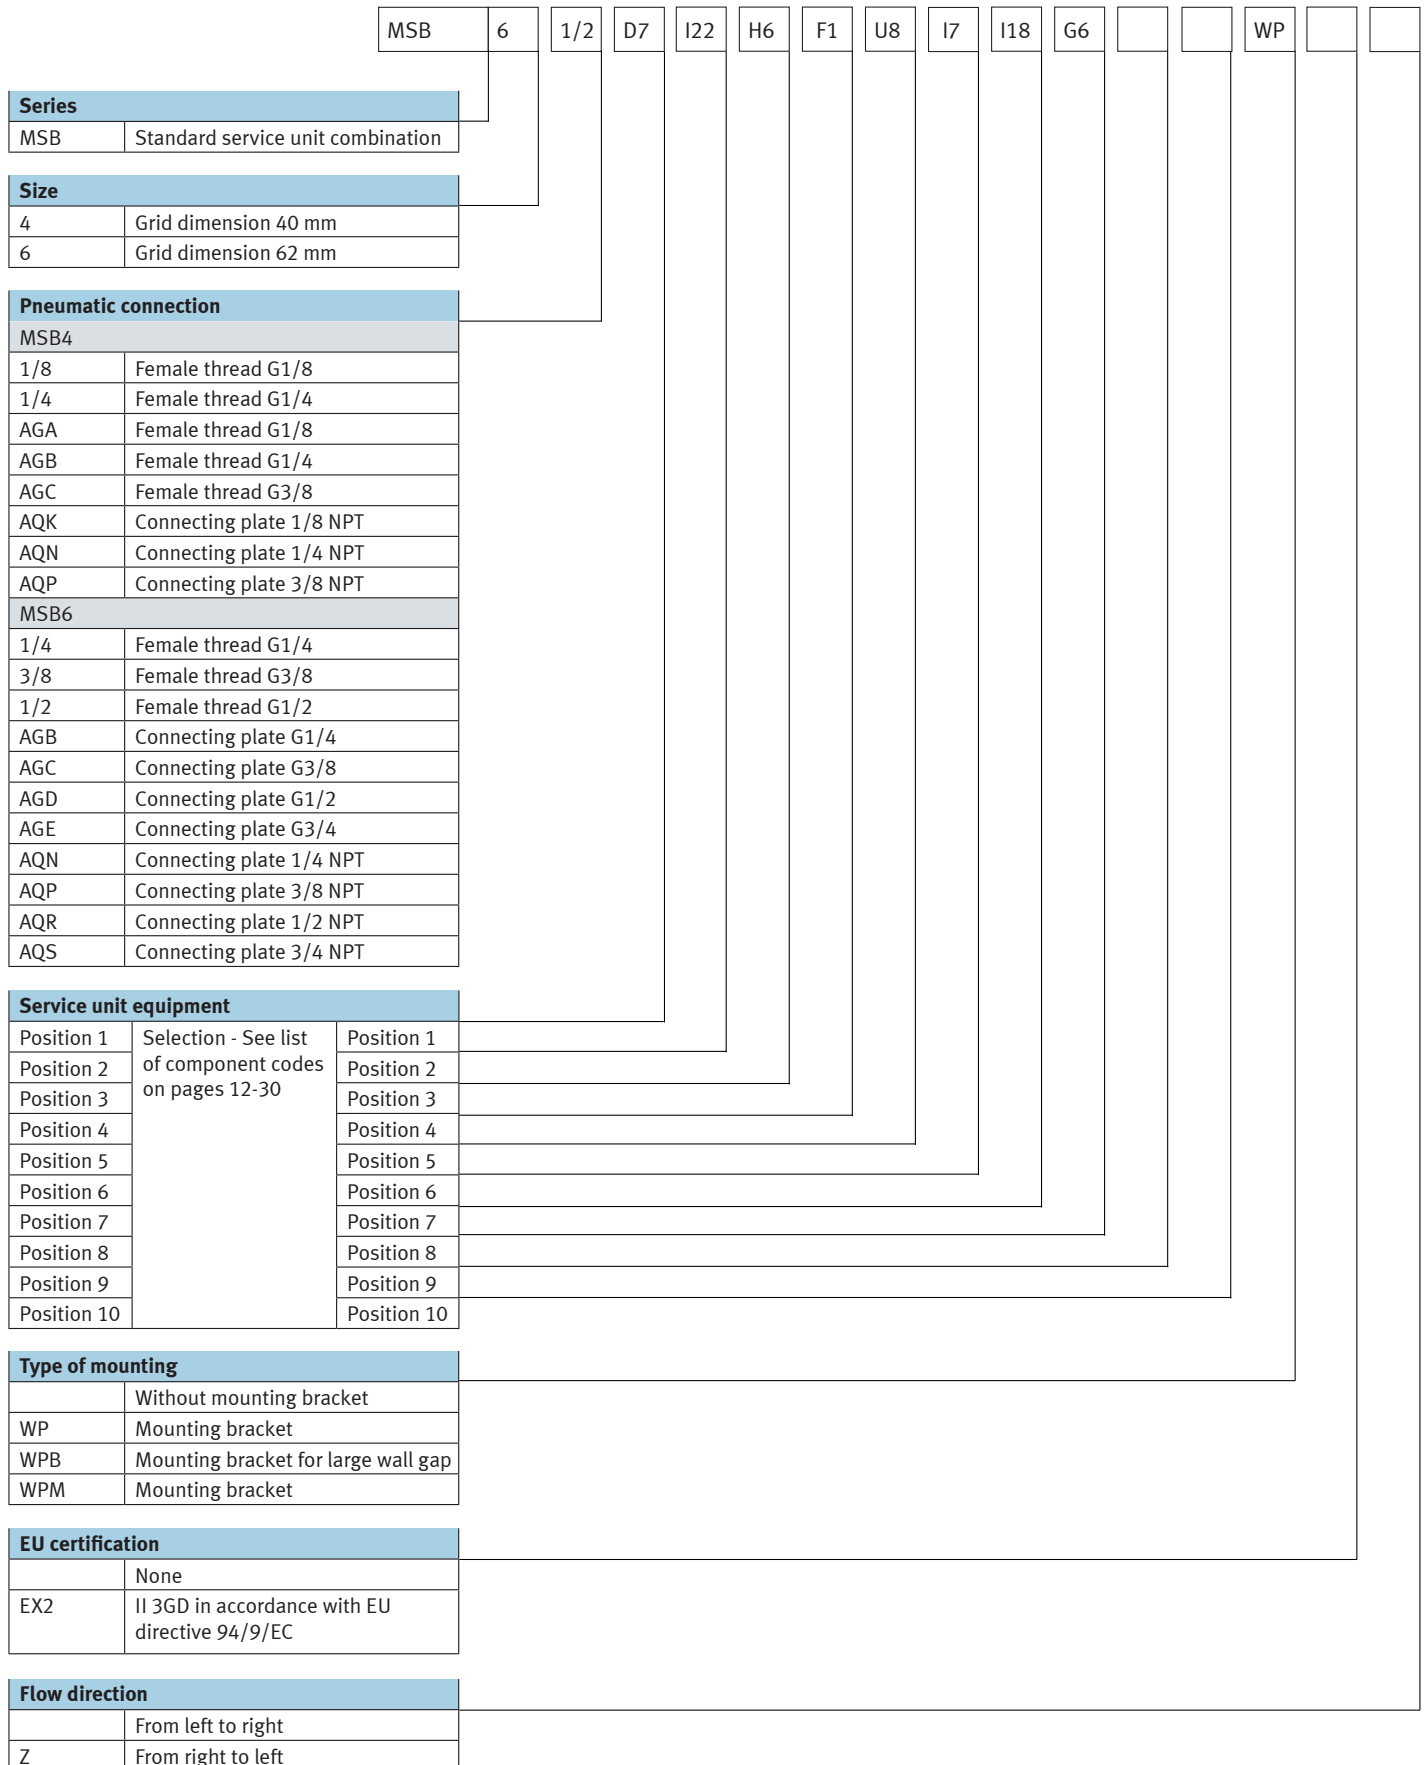 MSB 6 1/2 D7 I22 H6 F1 U8 I7 I18 G6 WP
Series
MSB Standard service unit combination
Size
4 Grid dimension 40 mm
6 Grid dimension 62 mm
Pneumatic connection
MSB4
1/8 Female thread G1/8
1/4 Female thread G1/4
AGA Female thread G1/8
AGB Female thread G1/4
AGC Female thread G3/8
AQK Connecting plate 1/8 NPT
AQN Connecting plate 1/4 NPT
AQP Connecting plate 3/8 NPT
MSB6
1/4 Female thread G1/4
3/8 Female thread G3/8
1/2 Female thread G1/2
AGB Connecting plate G1/4
AGC Connecting plate G3/8
AGD Connecting plate G1/2
AGE Connecting plate G3/4
AQN Connecting plate 1/4 NPT
AQP Connecting plate 3/8 NPT
AQR Connecting plate 1/2 NPT
AQS Connecting plate 3/4 NPT
Service unit equipment
Position 1 Selection - See list Position 1
Position 2 of component codes Position 2
Position 3 on pages 12-30 Position 3
Position 4 Position 4
Position 5 Position 5
Position 6 Position 6
Position 7 Position 7
Position 8 Position 8
Position 9 Position 9
Position 10 Position 10
Type of mounting
Without mounting bracket
WP Mounting bracket
WPB Mounting bracket for large wall gap
WPM Mounting bracket
EU certification
None
EX2 II 3GD in accordance with EU
directive 94/9/EC
Flow direction
From left to right
Z From right to left